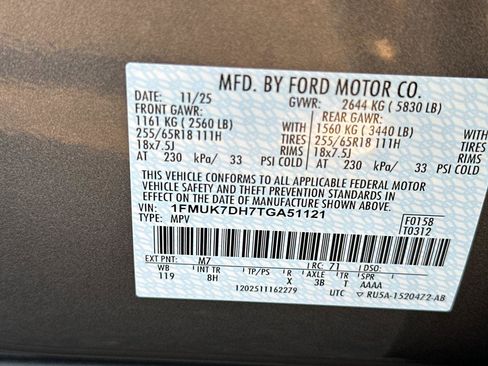 MFD. BY FORD MOTOR CO.
DATE: 11/25 GVWR: 2644 KG ( 5830 LB)
FRONT GAWR: REAR GAWR:
1161 KG ( 2560 LB) WITH 1560 KG ( 3440 LB) WITH
255/65R18 111H TIRES 255/65R18 111H TIRES
18x7.5J RIMS 18x7.5J RIMS
AT 230 kPa/ 33 PSI COLD AT 230 kPa/ 33 PSI COLD
THIS VEHICLE CONFORMS TO ALL APPLICABLE FEDERAL MOTOR
VEHICLE SAFETY AND THEFT PREVENTION STANDARDS IN
EFFECT ON THE DATE OF MANUFACTURE SHOWN ABOVE.
VIN: 1FMUK7DH7TGA51121 F0158
TYPE: MPV T0312
EXT PNT: M7 RC: 71 DSO:
WB INT TR TP/PS R AXLE TR S
119 8H X 3B T AAAA
1202511162279 UTC RU5A-1520472-AB